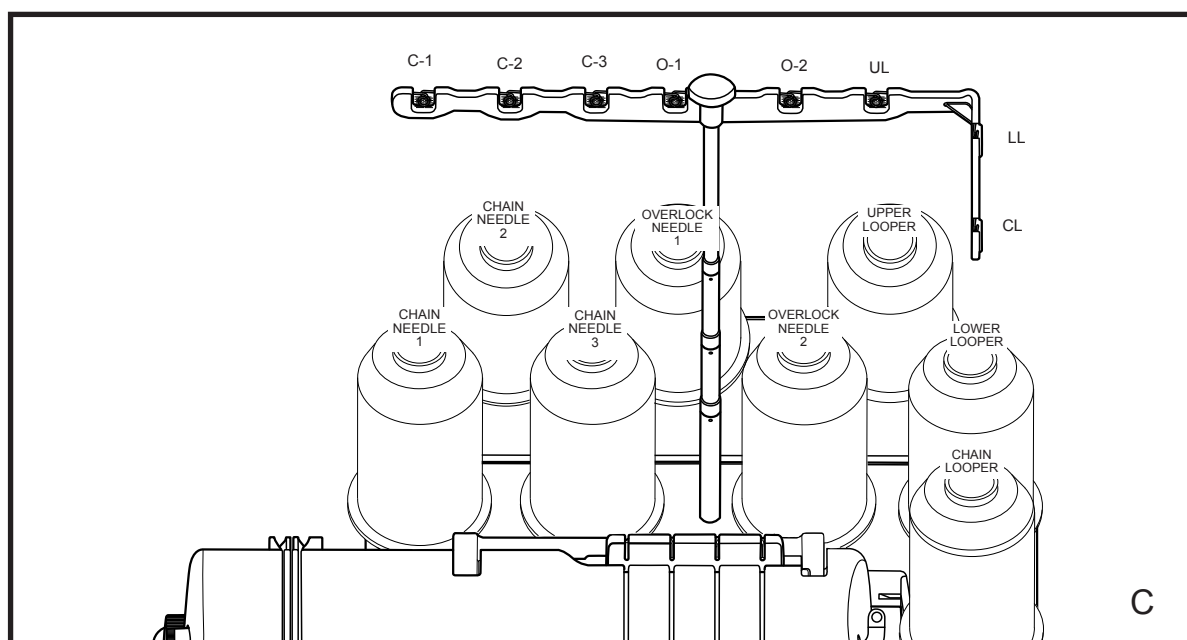 C-1
C-2
C-3
O-1
O-2
UL
LL
CL
CHAIN
NEEDLE
2
OVERLOCK
NEEDLE
1
UPPER
LOOPER
CHAIN
NEEDLE
1
CHAIN
NEEDLE
3
OVERLOCK
NEEDLE
2
LOWER
LOOPER
CHAIN
LOOPER
C